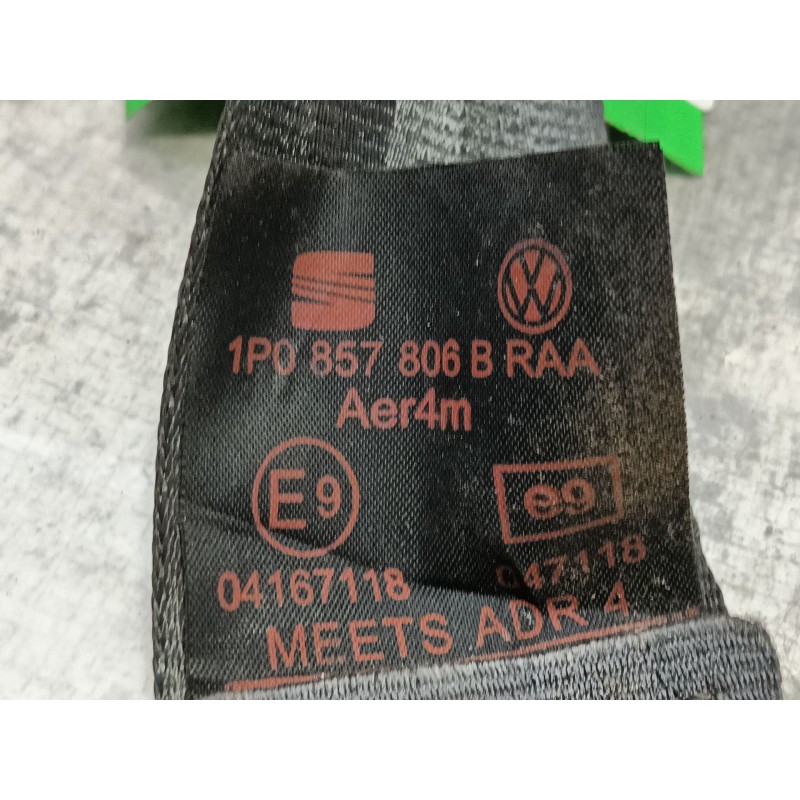 1P0 857 806 B RAA
Aer4m
E9 e9
04167118 047118
MEETS ADR 4